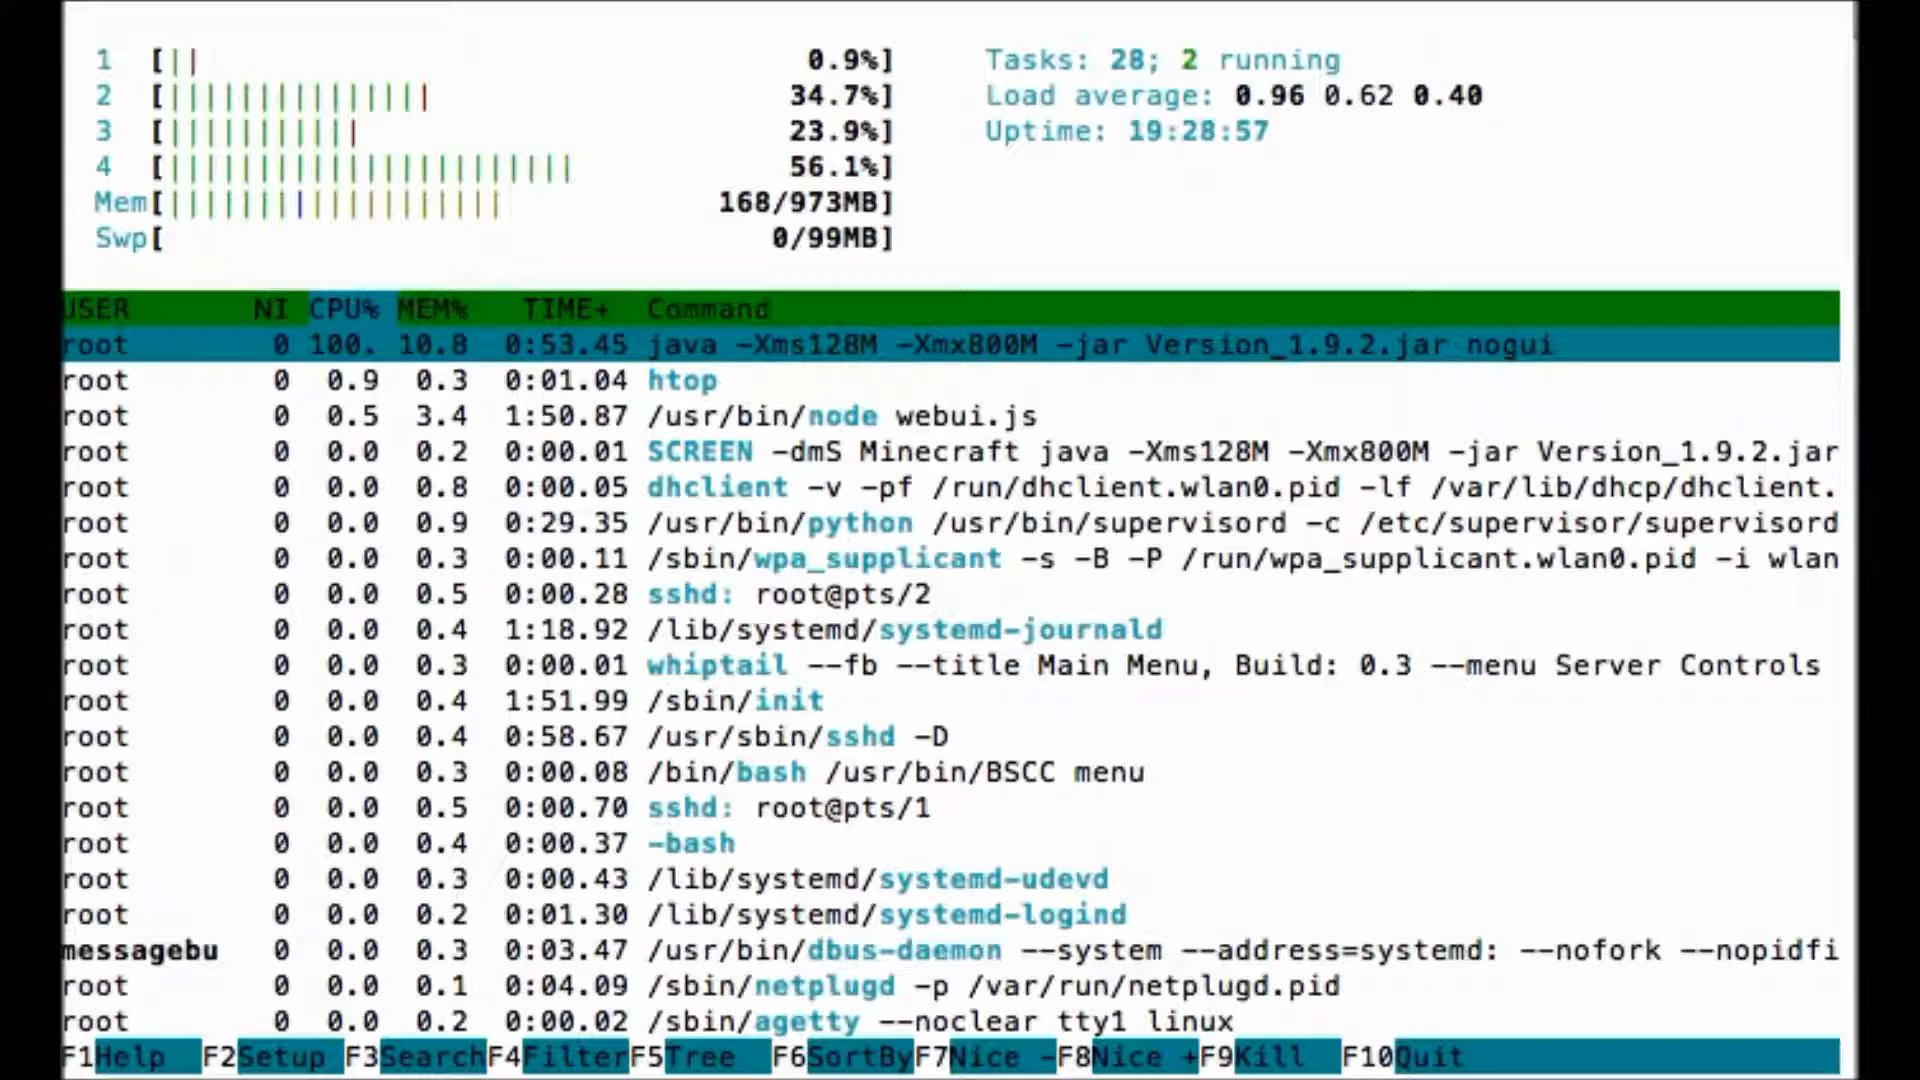 1 [|| 0.9%] Tasks: 28; 2 running
2 [||||||||||||||| 34.7%] Load average: 0.96 0.62 0.40
3 [||||||||||| 23.9%] Uptime: 19:28:57
4 [||||||||||||||||||||||| 56.1%]
Mem[||||||||||||||||||| 168/973MB]
Swp[ 0/99MB]
USER NI CPU% MEM% TIME+ Command
root 0 100. 10.8 0:53.45 java -Xms128M -Xmx800M -jar Version_1.9.2.jar nogui
root 0 0.9 0.3 0:01.04 htop
root 0 0.5 3.4 1:50.87 /usr/bin/node webui.js
root 0 0.0 0.2 0:00.01 SCREEN -dmS Minecraft java -Xms128M -Xmx800M -jar Version_1.9.2.jar
root 0 0.0 0.8 0:00.05 dhclient -v -pf /run/dhclient.wlan0.pid -lf /var/lib/dhcp/dhclient.
root 0 0.0 0.9 0:29.35 /usr/bin/python /usr/bin/supervisord -c /etc/supervisor/supervisord
root 0 0.0 0.3 0:00.11 /sbin/wpa_supplicant -s -B -P /run/wpa_supplicant.wlan0.pid -i wlan
root 0 0.0 0.5 0:00.28 sshd: root@pts/2
root 0 0.0 0.4 1:18.92 /lib/systemd/systemd-journald
root 0 0.0 0.3 0:00.01 whiptail --fb --title Main Menu, Build: 0.3 --menu Server Controls
root 0 0.0 0.4 1:51.99 /sbin/init
root 0 0.0 0.4 0:58.67 /usr/sbin/sshd -D
root 0 0.0 0.3 0:00.08 /bin/bash /usr/bin/BSCC menu
root 0 0.0 0.5 0:00.70 sshd: root@pts/1
root 0 0.0 0.4 0:00.37 -bash
root 0 0.0 0.3 0:00.43 /lib/systemd/systemd-udevd
root 0 0.0 0.2 0:01.30 /lib/systemd/systemd-logind
messagebu 0 0.0 0.3 0:03.47 /usr/bin/dbus-daemon --system --address=systemd: --nofork --nopidfi
root 0 0.0 0.1 0:04.09 /sbin/netplugd -p /var/run/netplugd.pid
root 0 0.0 0.2 0:00.02 /sbin/agetty --noclear tty1 linux
F1Help F2Setup F3SearchF4FilterF5Tree F6SortByF7Nice -F8Nice +F9Kill F10Quit